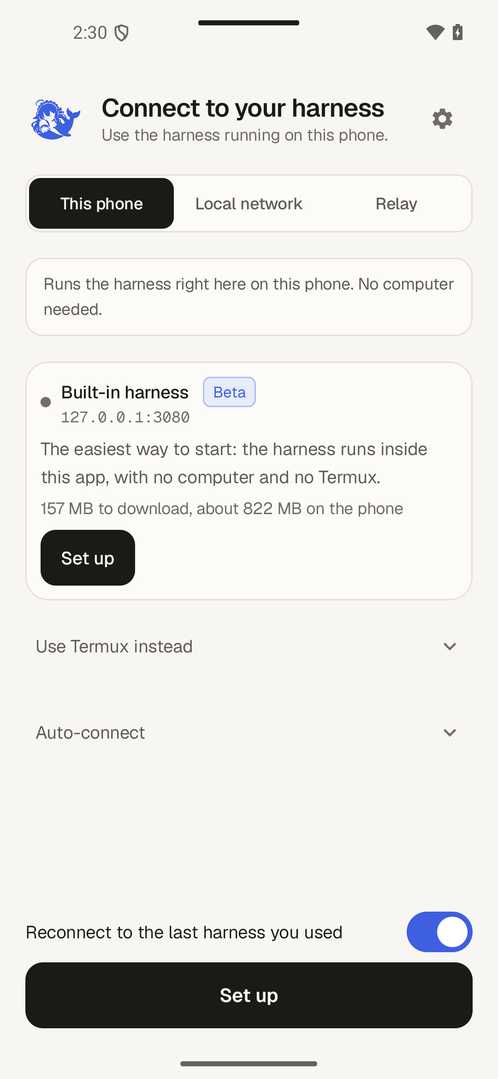 2:30
Connect to your harness
Use the harness running on this phone.
This phone
Local network
Relay
Runs the harness right here on this phone. No computer
needed.
Built-in harness
Beta
127.0.0.1:3080
The easiest way to start: the harness runs inside
this app, with no computer and no Termux.
157 MB to download, about 822 MB on the phone
Set up
Use Termux instead
Auto-connect
Reconnect to the last harness you used
Set up